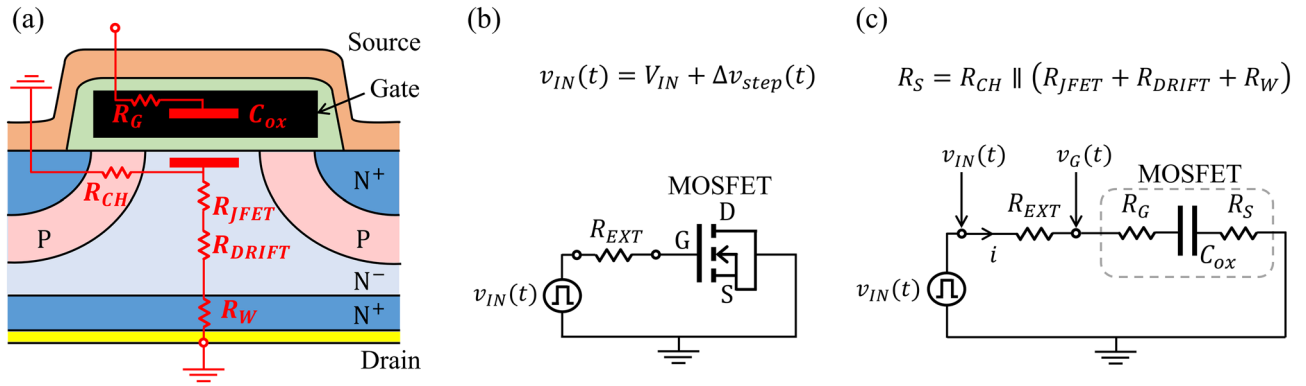 (a)
Source
Gate
R_G
C_ox
N⁺
R_CH
R_JFET
P
P
R_DRIFT
N⁻
R_W
N⁺
Drain
(b)
v_IN(t) = V_IN + Δv_step(t)
MOSFET
D
R_EXT
G
S
v_IN(t)
(c)
R_S = R_CH ∥ (R_JFET + R_DRIFT + R_W)
v_IN(t)
v_G(t)
MOSFET
R_EXT
R_G
R_S
i
C_ox
v_IN(t)